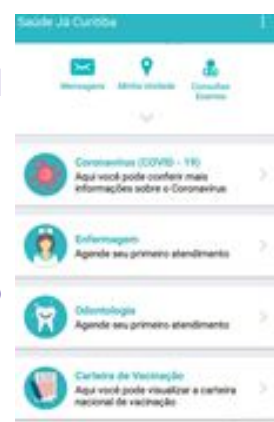 Saúde Já Curitiba
Mensagens
Minha Unidade
Consultas
Exames
Coronavírus (COVID - 19)
Aqui você pode conferir mais
informações sobre o Coronavírus
Enfermagem
Agende seu primeiro atendimento
Odontologia
Agende seu primeiro atendimento
Carteira de Vacinação
Aqui você pode visualizar a carteira
nacional de vacinação